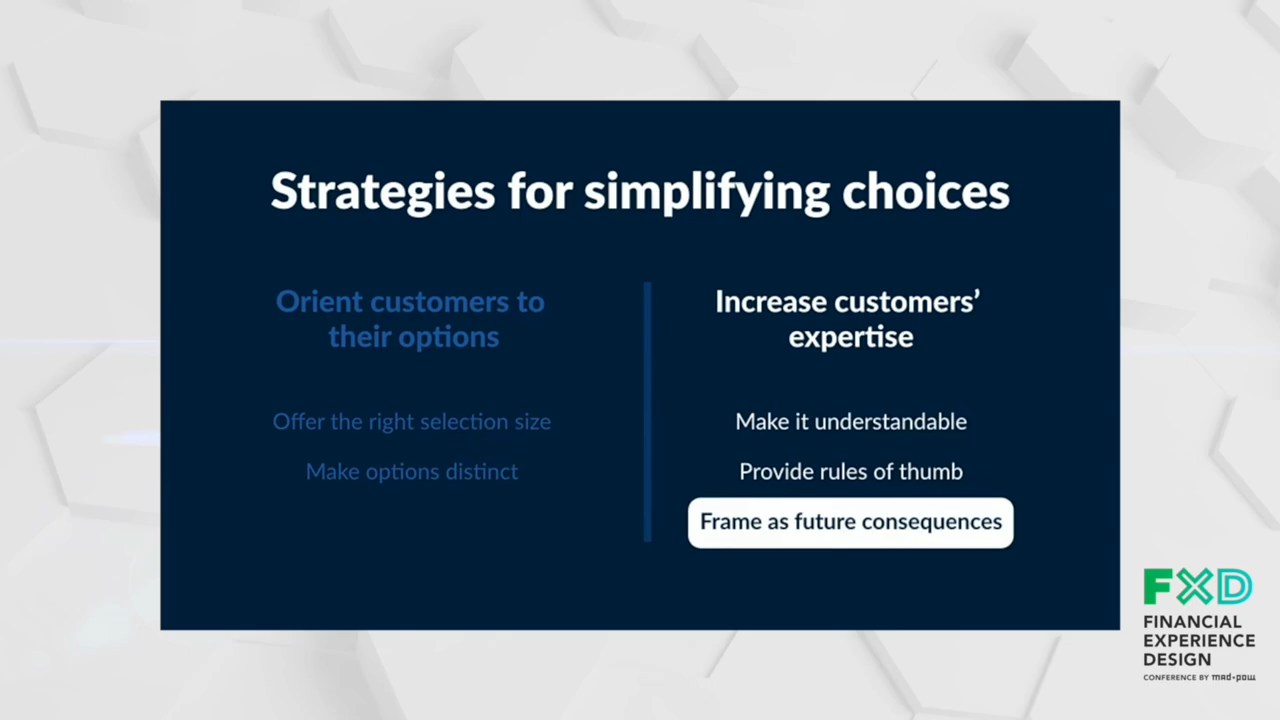 Strategies for simplifying choices
Orient customers to
their options
Offer the right selection size
Make options distinct
Increase customers’
expertise
Make it understandable
Provide rules of thumb
Frame as future consequences
FXD
FINANCIAL
EXPERIENCE
DESIGN
CONFERENCE BY mad*pow